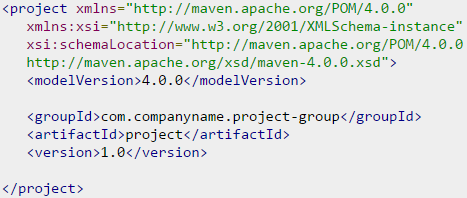 <project xmlns="http://maven.apache.org/POM/4.0.0"
xmlns:xsi="http://www.w3.org/2001/XMLSchema-instance"
xsi:schemaLocation="http://maven.apache.org/POM/4.0.0
http://maven.apache.org/xsd/maven-4.0.0.xsd">
<modelVersion>4.0.0</modelVersion>
<groupId>com.companyname.project-group</groupId>
<artifactId>project</artifactId>
<version>1.0</version>
</project>